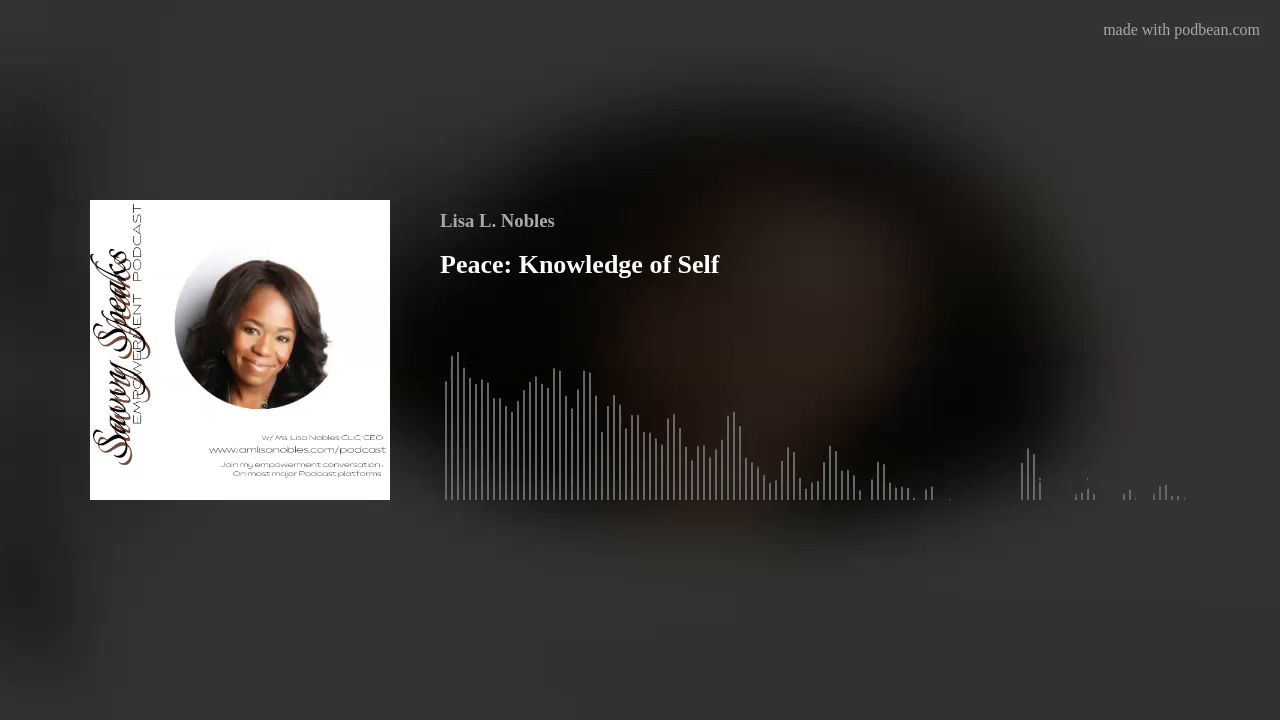 made with podbean.com
Lisa L. Nobles
Peace: Knowledge of Self
Savvy Speaks
EMPOWERMENT PODCAST
w/ Ms. Lisa Nobles CLC, CEO
www.iamlisanobles.com/podcast
Join my empowerment conversation.
On most major Podcast platforms.